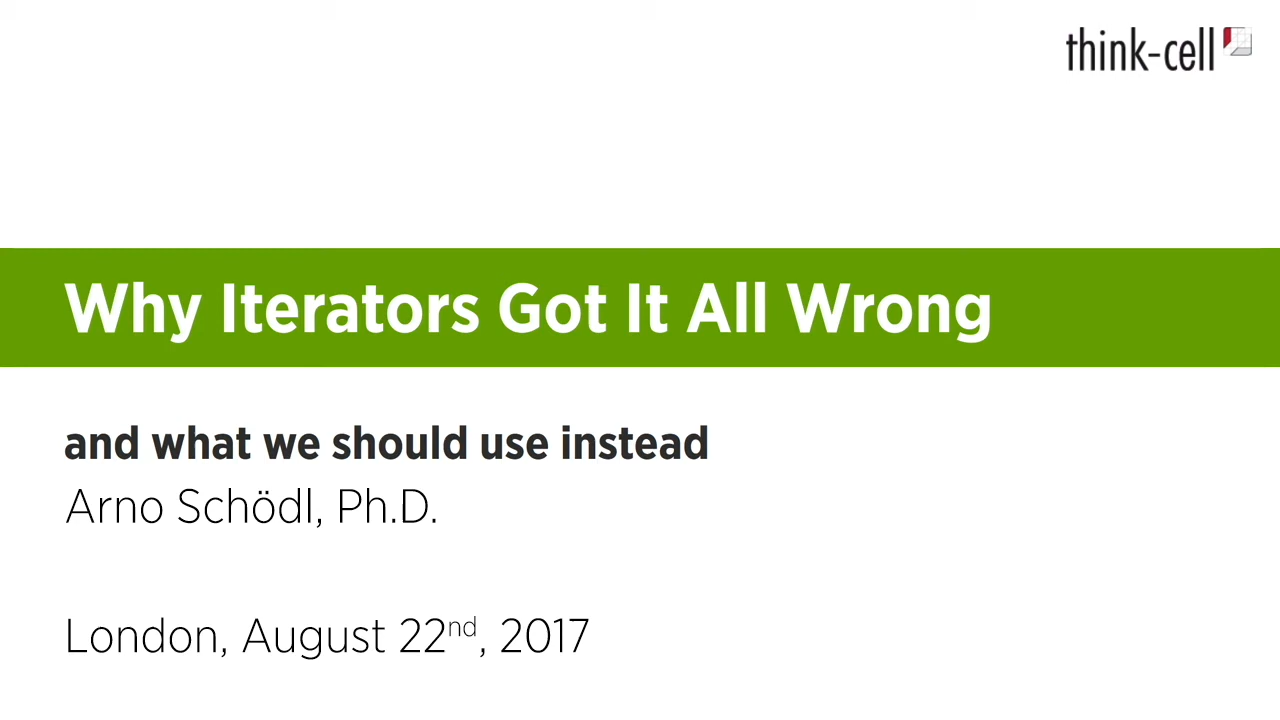 think-cell
Why Iterators Got It All Wrong
and what we should use instead
Arno Schödl, Ph.D.
London, August 22nd, 2017